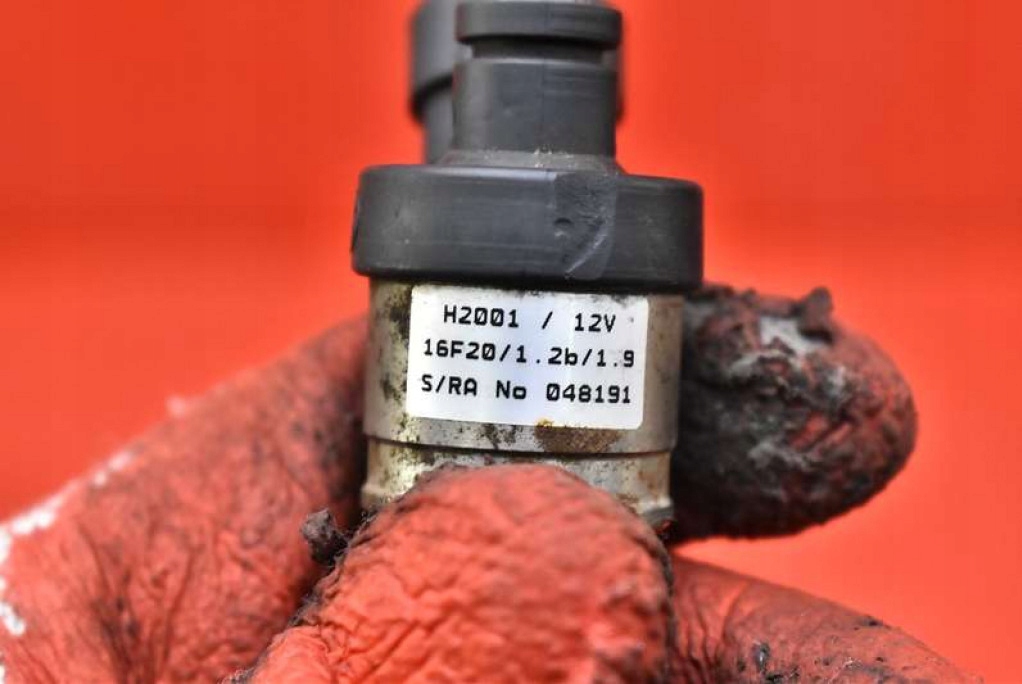 H2001 / 12V
16F20/1.2b/1.9
S/RA No 048191